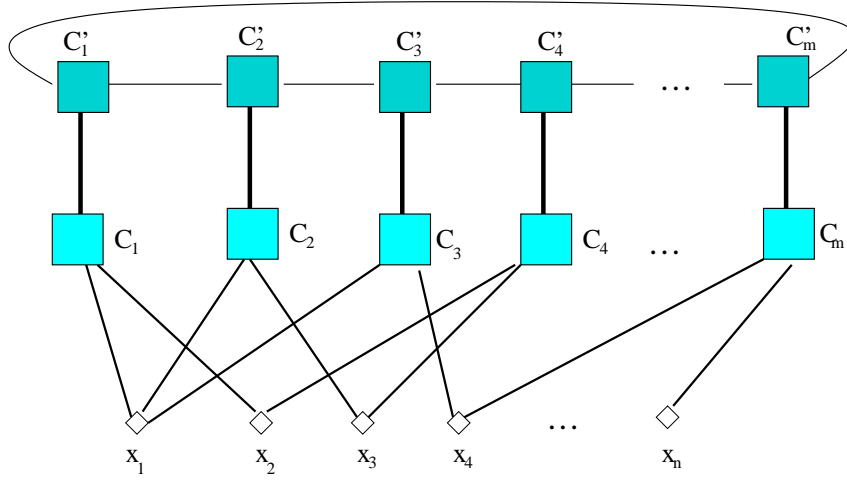 C'₁ C'₂ C'₃ C'₄ C'ₘ
...
C₁ C₂ C₃ C₄ ... Cₘ
...
x₁ x₂ x₃ x₄ xₙ